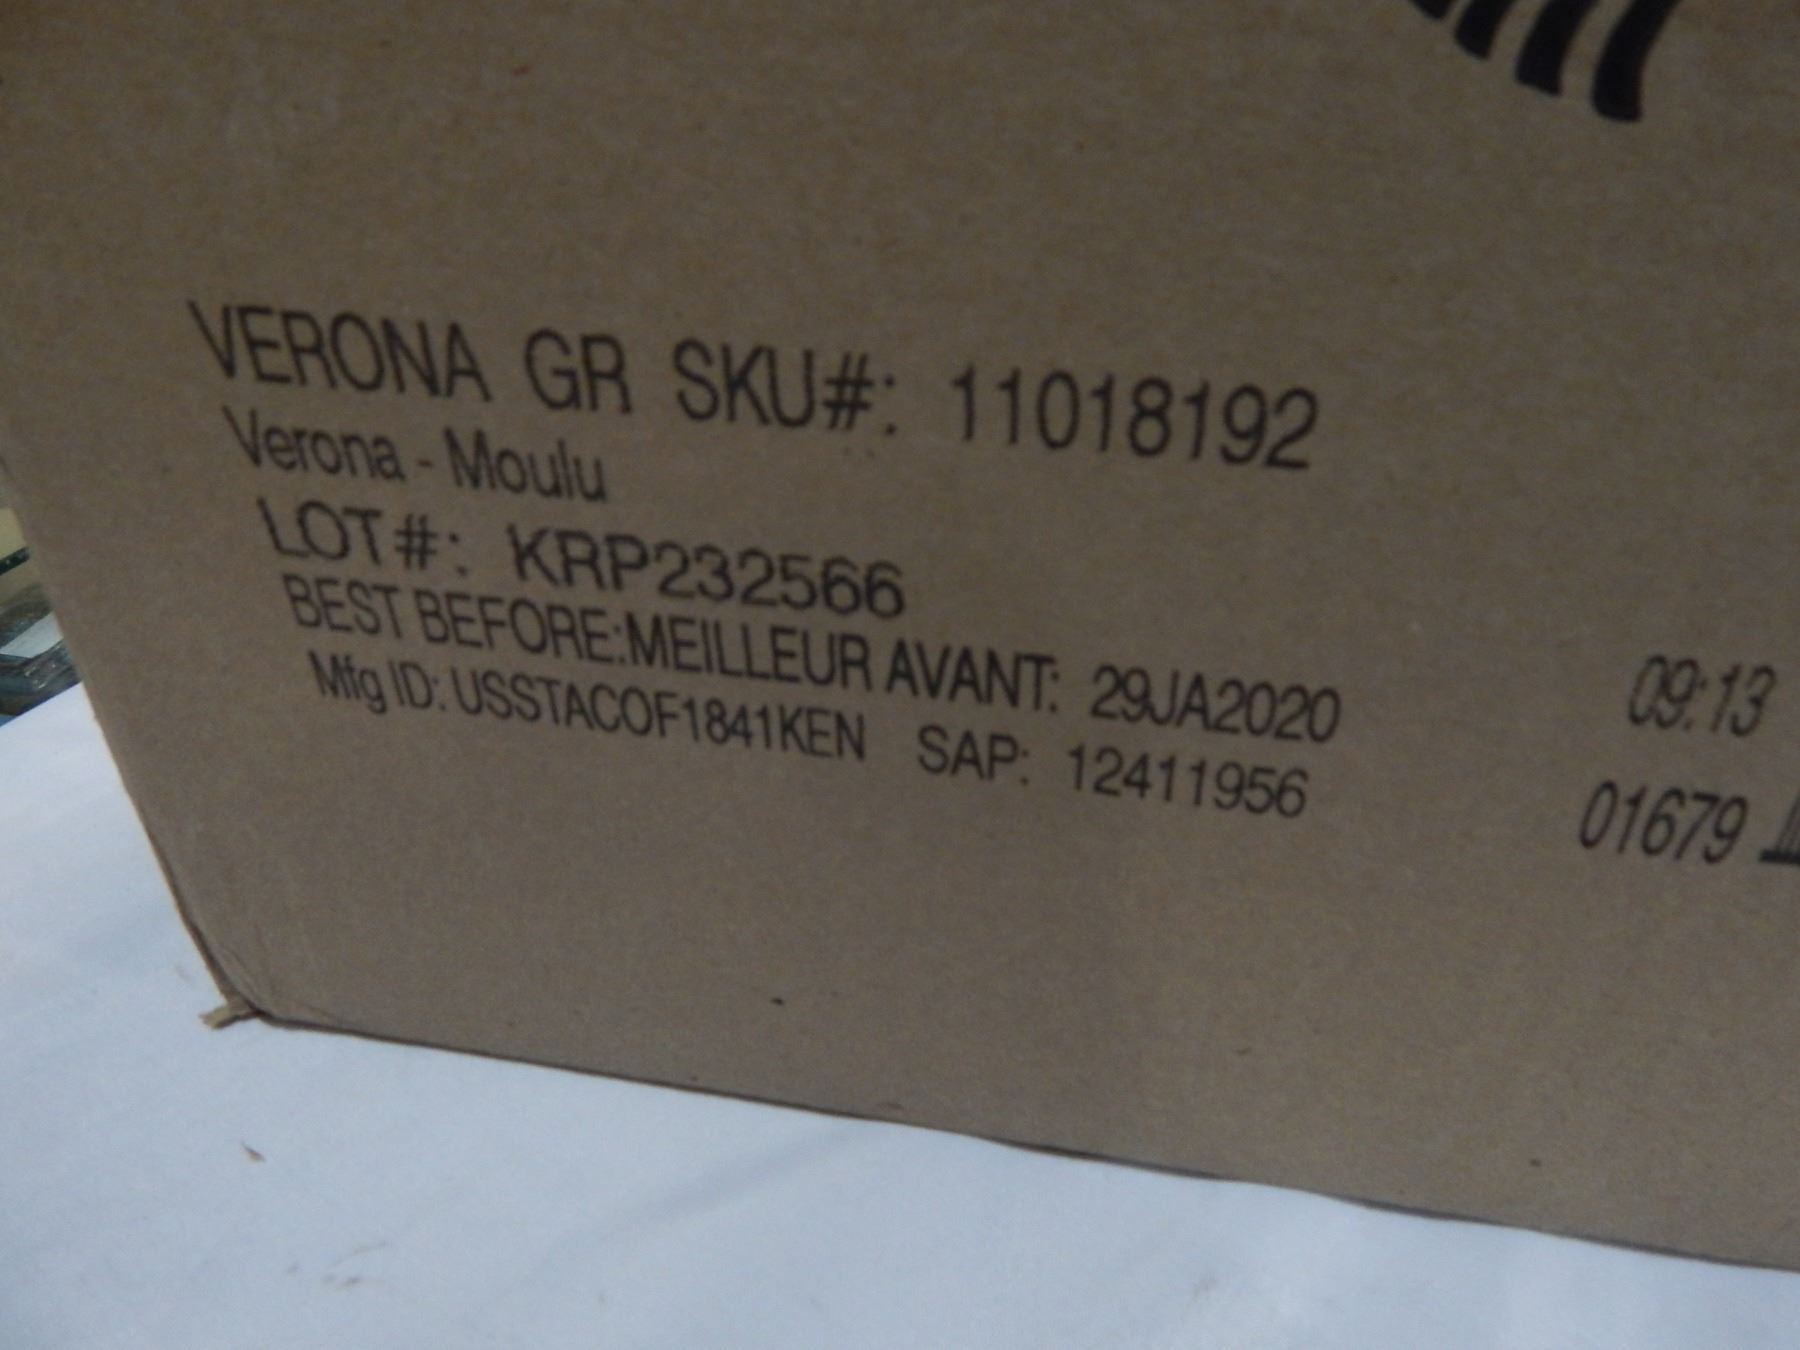 VERONA GR SKU#: 11018192
Verona - Moulu
LOT#: KRP232566
BEST BEFORE:MEILLEUR AVANT: 29JA2020 09:13
Mfg ID: USSTACOF1841KEN SAP: 12411956 01679